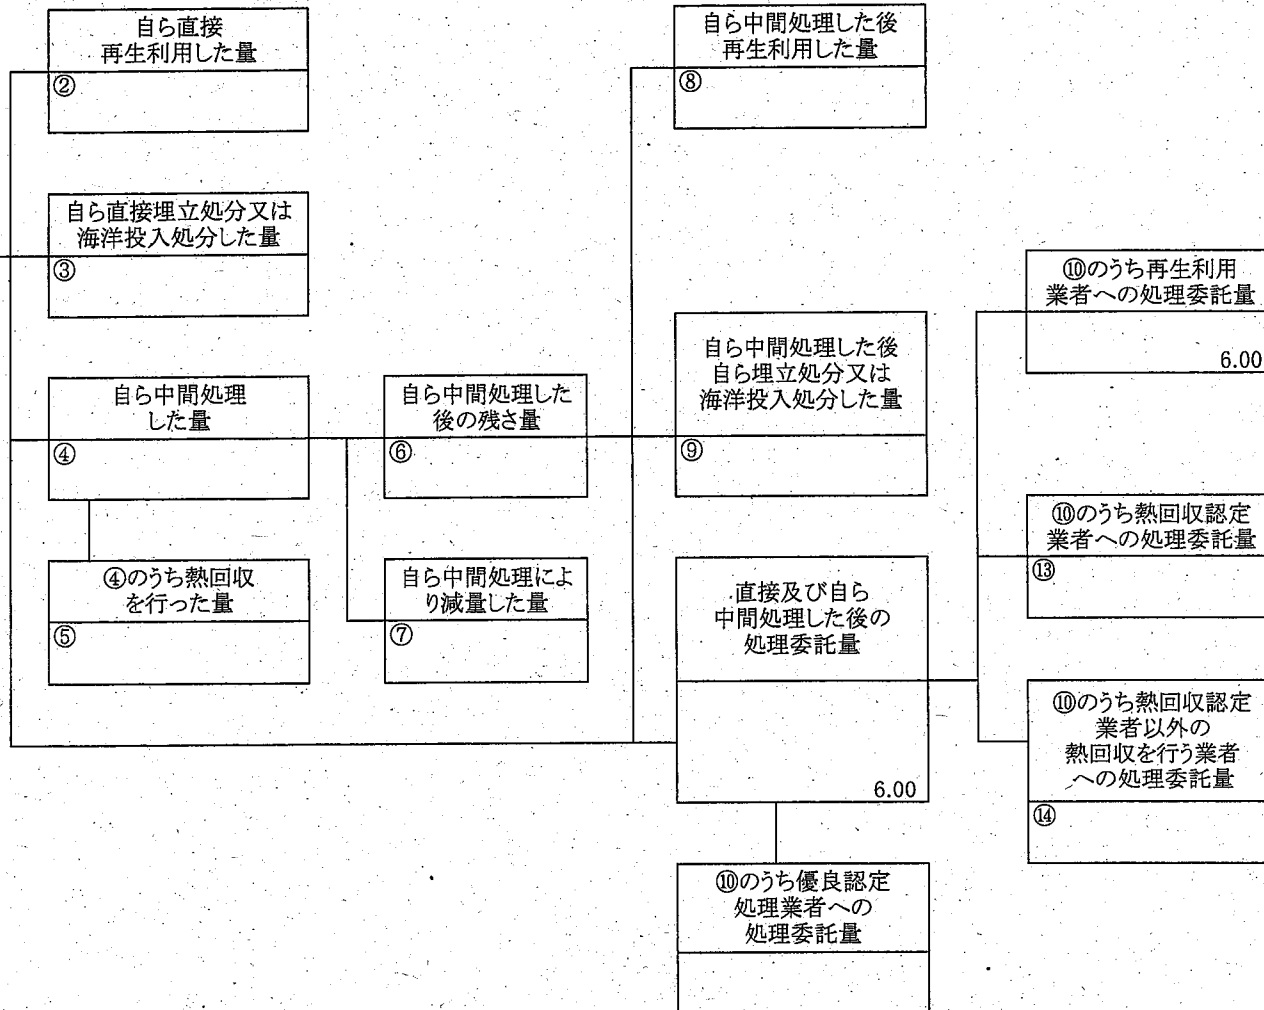 自ら直接
再生利用した量
②
自ら直接埋立処分又は
海洋投入処分した量
③
自ら中間処理
した量
④
④のうち熱回収
を行った量
⑤
自ら中間処理した
後の残さ量
⑥
自ら中間処理によ
り減量した量
⑦
自ら中間処理した後
再生利用した量
⑧
自ら中間処理した後
自ら埋立処分又は
海洋投入処分した量
⑨
直接及び自ら
中間処理した後の
処理委託量
6.00
⑩のうち優良認定
処理業者への
処理委託量
⑩のうち再生利用
業者への処理委託量
6.00
⑩のうち熱回収認定
業者への処理委託量
⑬
⑩のうち熱回収認定
業者以外の
熱回収を行う業者
への処理委託量
⑭